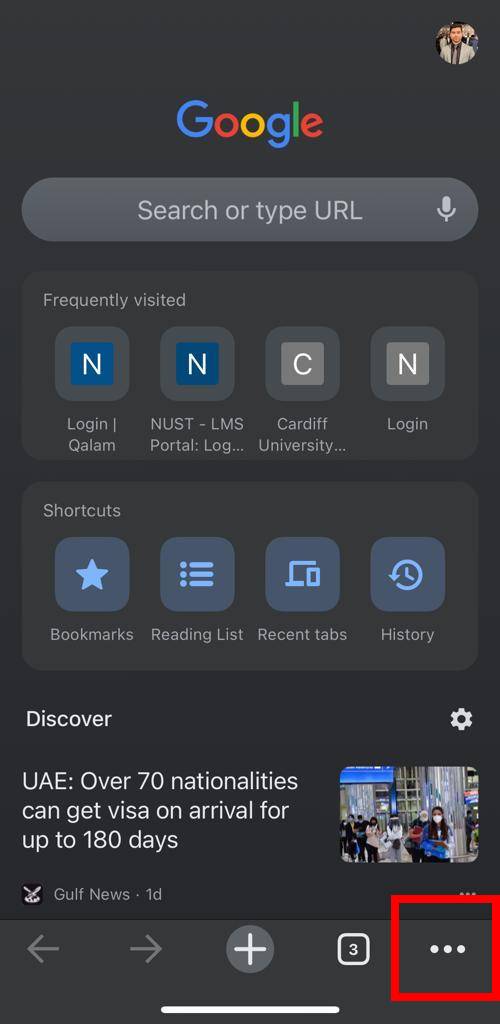 Google
Search or type URL
Frequently visited
N N C N
Login | NUST - LMS Cardiff Login
Qalam Portal: Log... University...
Shortcuts
Bookmarks Reading List Recent tabs History
Discover
UAE: Over 70 nationalities
can get visa on arrival for
up to 180 days
Gulf News · 1d
3